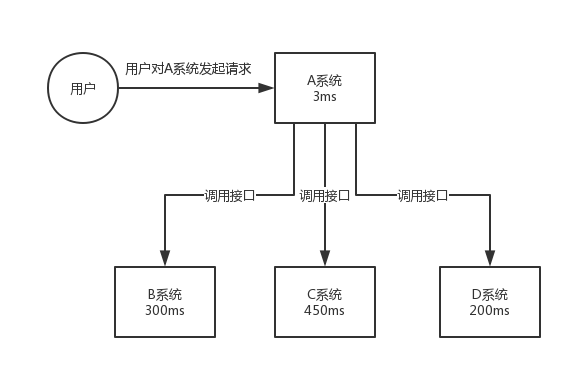 用户对A系统发起请求
用户
A系统
3ms
调用接口
调用接口
调用接口
B系统
300ms
C系统
450ms
D系统
200ms